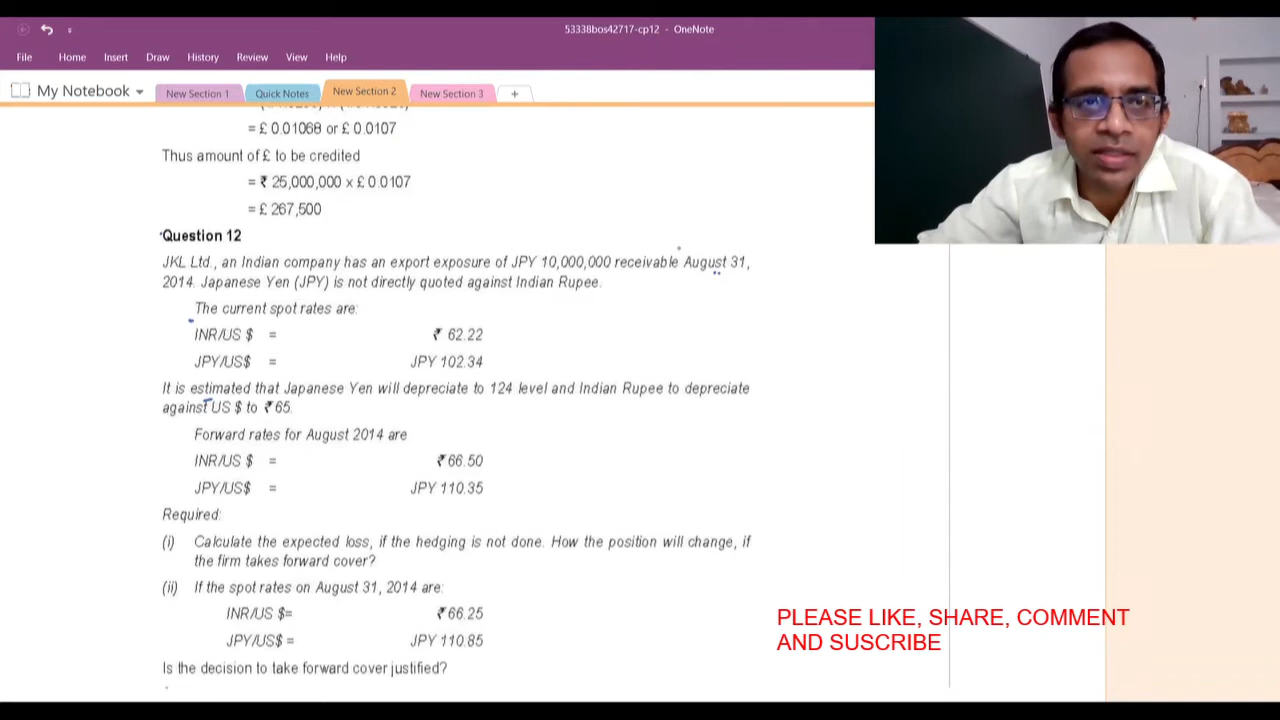 53338bos42717-cp12 - OneNote
File Home Insert Draw History Review View Help
My Notebook New Section 1 Quick Notes New Section 2 New Section 3 +
= £ 0.01068 or £ 0.0107
Thus amount of £ to be credited
= ₹ 25,000,000 x £ 0.0107
= £ 267,500
Question 12
JKL Ltd., an Indian company has an export exposure of JPY 10,000,000 receivable August 31,
2014. Japanese Yen (JPY) is not directly quoted against Indian Rupee.
The current spot rates are:
INR/US $ = ₹ 62.22
JPY/US$ = JPY 102.34
It is estimated that Japanese Yen will depreciate to 124 level and Indian Rupee to depreciate
against US $ to ₹ 65.
Forward rates for August 2014 are
INR/US $ = ₹66.50
JPY/US$ = JPY 110.35
Required:
(i) Calculate the expected loss, if the hedging is not done. How the position will change, if
the firm takes forward cover?
(ii) If the spot rates on August 31, 2014 are:
INR/US $= ₹66.25
JPY/US$ = JPY 110.85
Is the decision to take forward cover justified?
PLEASE LIKE, SHARE, COMMENT
AND SUSCRIBE